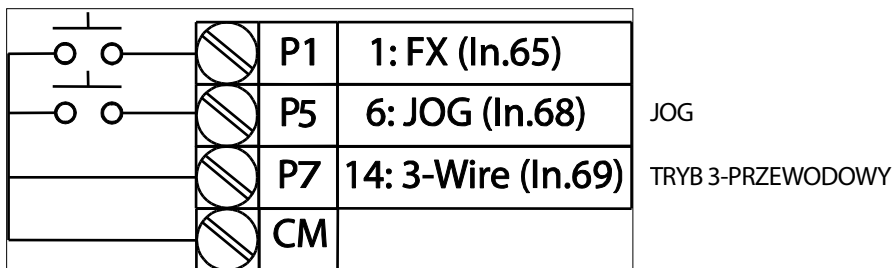 P1 1: FX (In.65)
P5 6: JOG (In.68) JOG
P7 14: 3-Wire (In.69) TRYB 3-PRZEWODOWY
CM